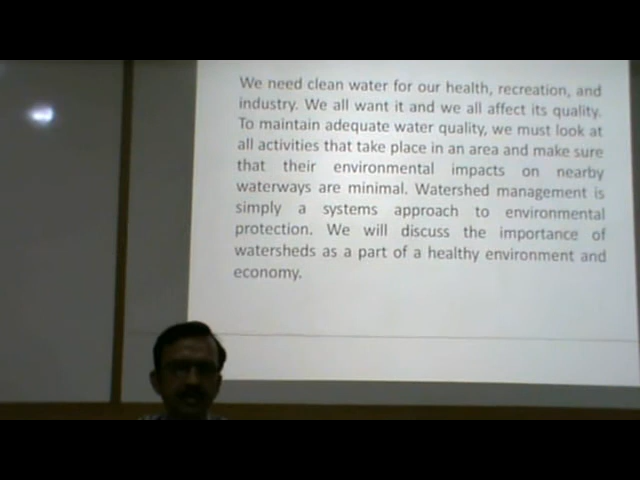 We need clean water for our health, recreation, and
industry. We all want it and we all affect its quality.
To maintain adequate water quality, we must look at
all activities that take place in an area and make sure
that their environmental impacts on nearby
waterways are minimal. Watershed management is
simply a systems approach to environmental
protection. We will discuss the importance of
watersheds as a part of a healthy environment and
economy.